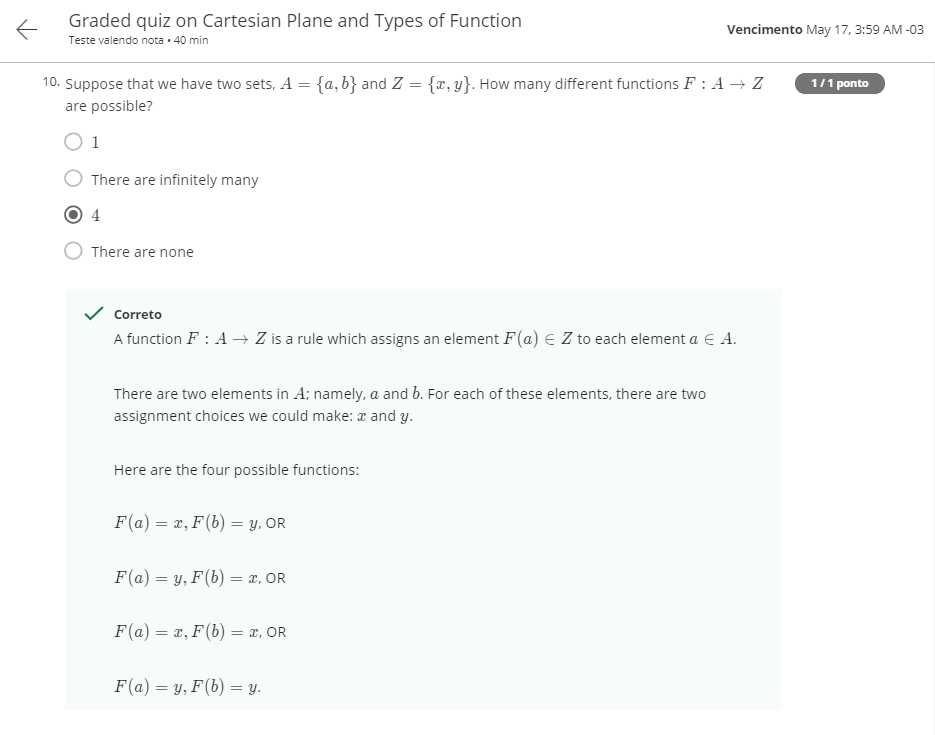 Graded quiz on Cartesian Plane and Types of Function
Teste valendo nota • 40 min
Vencimento May 17, 3:59 AM -03
10. Suppose that we have two sets, A = {a, b} and Z = {x, y}. How many different functions F : A → Z
are possible?
1 / 1 ponto
1
There are infinitely many
4
There are none
Correto
A function F : A → Z is a rule which assigns an element F(a) ∈ Z to each element a ∈ A.
There are two elements in A; namely, a and b. For each of these elements, there are two
assignment choices we could make: x and y.
Here are the four possible functions:
F(a) = x, F(b) = y, OR
F(a) = y, F(b) = x, OR
F(a) = x, F(b) = x, OR
F(a) = y, F(b) = y.